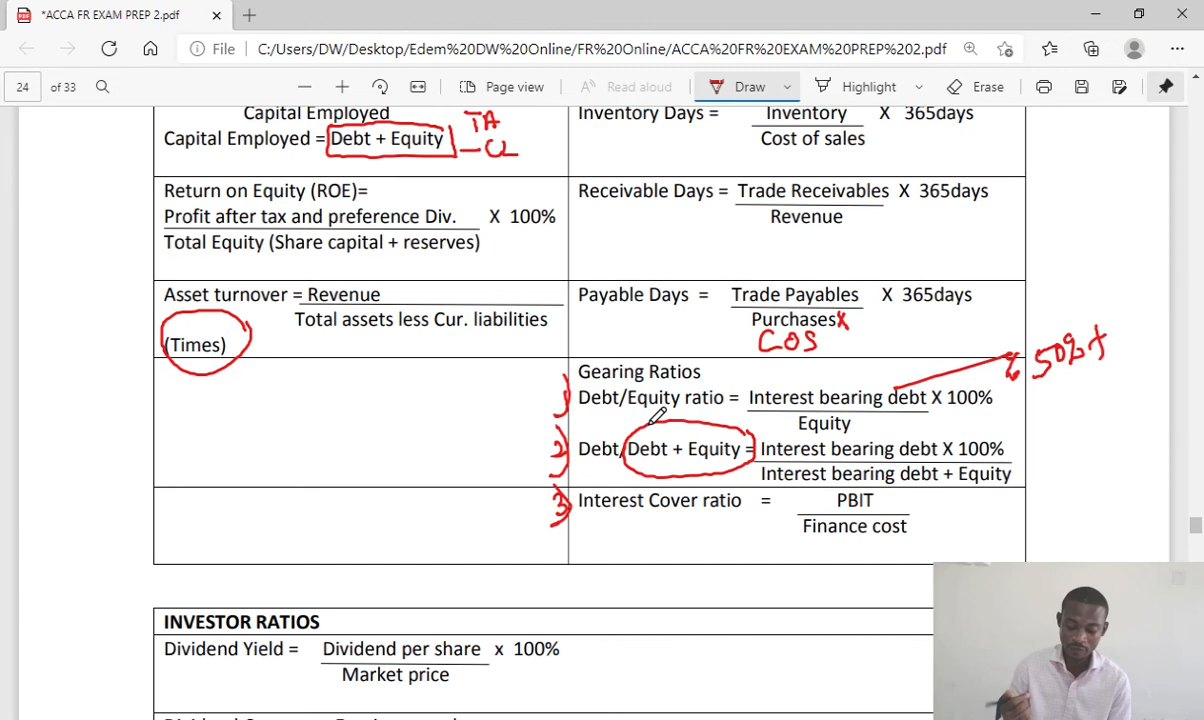 *ACCA FR EXAM PREP 2.pdf
File C:/Users/DW/Desktop/Edem%20DW%20Online/FR%20Online/ACCA%20FR%20EXAM%20PREP%202.pdf
24 of 33 Page view Read aloud Draw Highlight Erase
Capital Employed
Capital Employed = Debt + Equity
TA
- CL
Inventory Days = Inventory X 365days
Cost of sales
Return on Equity (ROE)=
Profit after tax and preference Div. X 100%
Total Equity (Share capital + reserves)
Receivable Days = Trade Receivables X 365days
Revenue
Asset turnover = Revenue
Total assets less Cur. liabilities
(Times)
Payable Days = Trade Payables X 365days
Purchases x
COS
Gearing Ratios
1) Debt/Equity ratio = Interest bearing debt X 100%
Equity
50% +
2) Debt/Debt + Equity = Interest bearing debt X 100%
Interest bearing debt + Equity
3) Interest Cover ratio = PBIT
Finance cost
INVESTOR RATIOS
Dividend Yield = Dividend per share x 100%
Market price